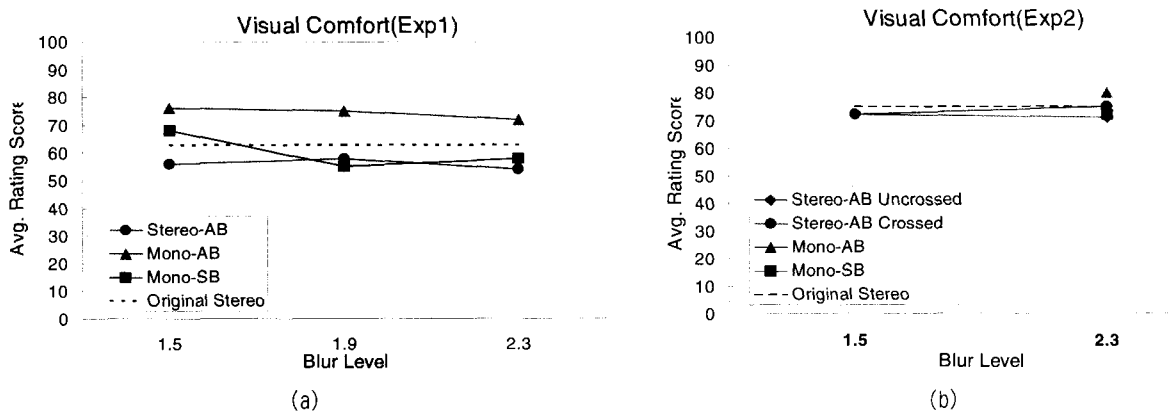 Visual Comfort(Exp1)
100
90
80
70
60
50
40
30
20
10
0
Avg. Rating Score
Stereo-AB
Mono-AB
Mono-SB
Original Stereo
1.5 1.9 2.3
Blur Level
(a)
Visual Comfort(Exp2)
100
90
80
70
60
50
40
30
20
10
0
Avg. Rating Score
Stereo-AB Uncrossed
Stereo-AB Crossed
Mono-AB
Mono-SB
Original Stereo
1.5 2.3
Blur Level
(b)